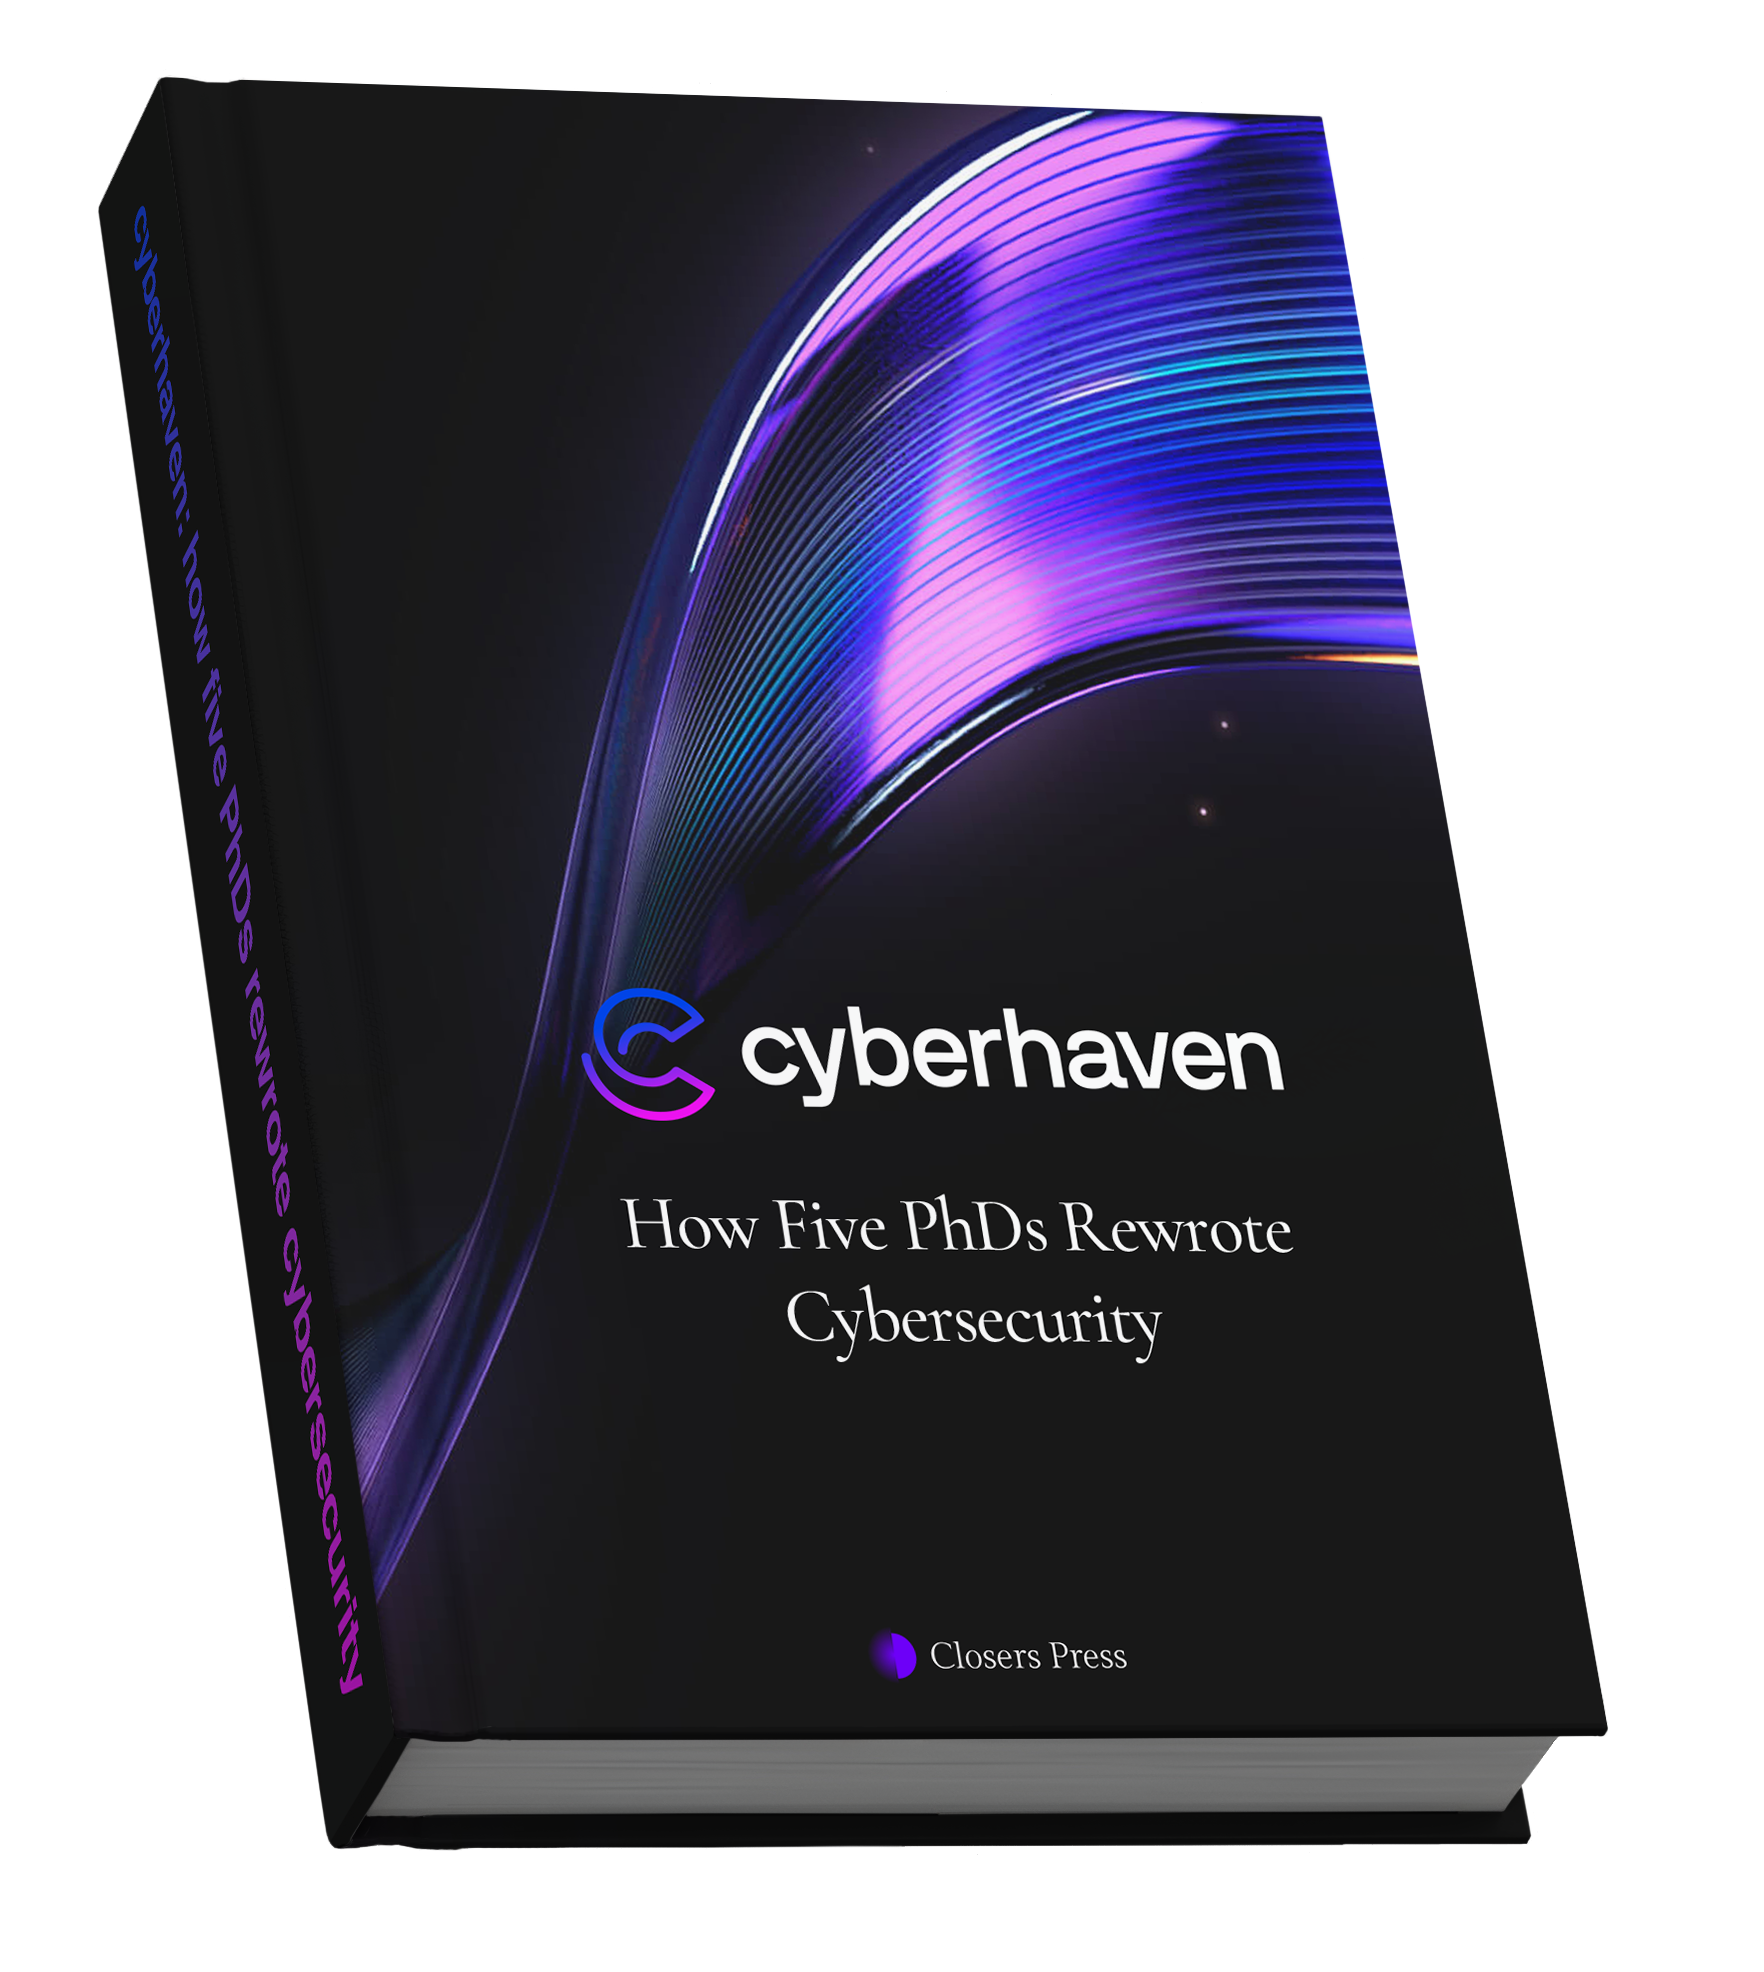 cyberhaven: how five PhDs rewrote cybersecurity
cyberhaven
How Five PhDs Rewrote
Cybersecurity
Closers Press